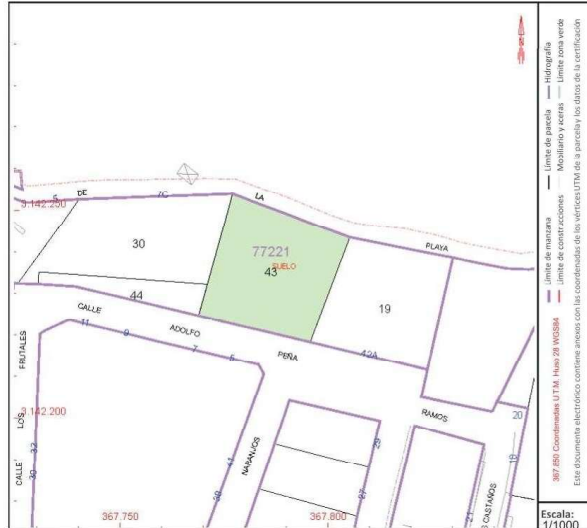 5
DE
7C
LA
PLAYA
3.142.250
30
77221
SUELO
43
19
44
CALLE
ADOLFO
PEÑA
42A
RAMOS
11
9
7
5
FRUTALES
LOS
CALLE
3.142.200
32
30
41
39
NARANJOS
29
27
21
20
18
CASTAÑOS
367.750
367.800
Límite de manzana
Límite de parcela
Hidrografía
Límite de construcciones
Mobiliario y aceras
Límite zona verde
367.850 Coordenadas U.T.M. Huso 28 WGS84
Este documento electrónico contiene anexos con las coordenadas de los vértices UTM de la parcela y los datos de la certificación
Escala:
1/1000